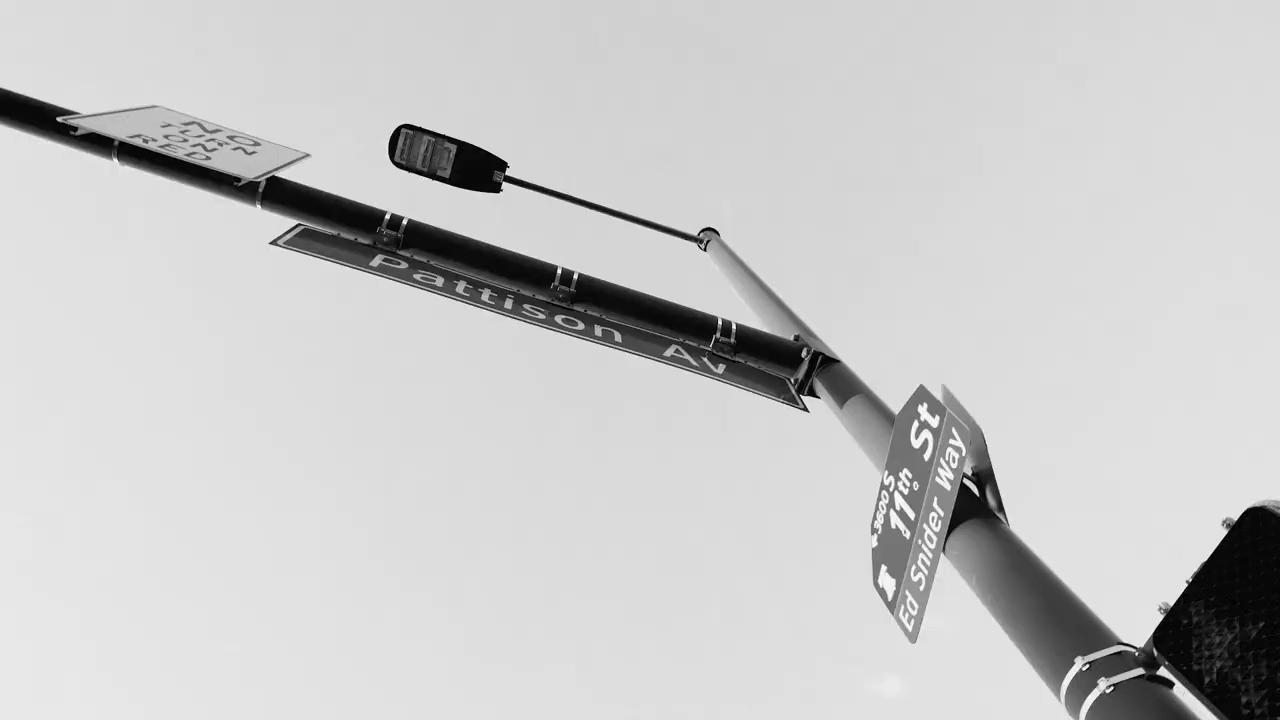 NO
TURN
ON
RED
Pattison Av
3600 S
11th St
Ed Snider Way